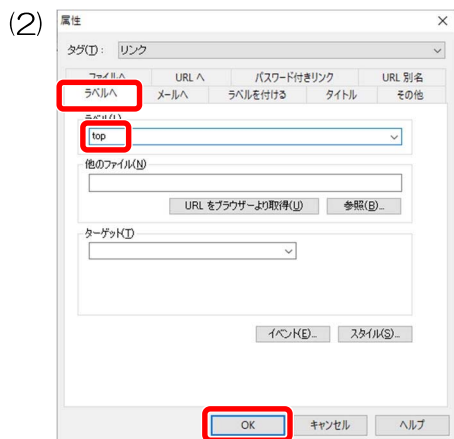 (2)
属性
タグ(T): リンク
ファイルへ URL へ パスワード付きリンク URL 別名
ラベルへ メールへ ラベルを付ける タイトル その他
ラベル(L)
top
他のファイル(N)
URL をブラウザーより取得(U) 参照(B)...
ターゲット(T)
イベント(E)... スタイル(S)...
OK キャンセル ヘルプ